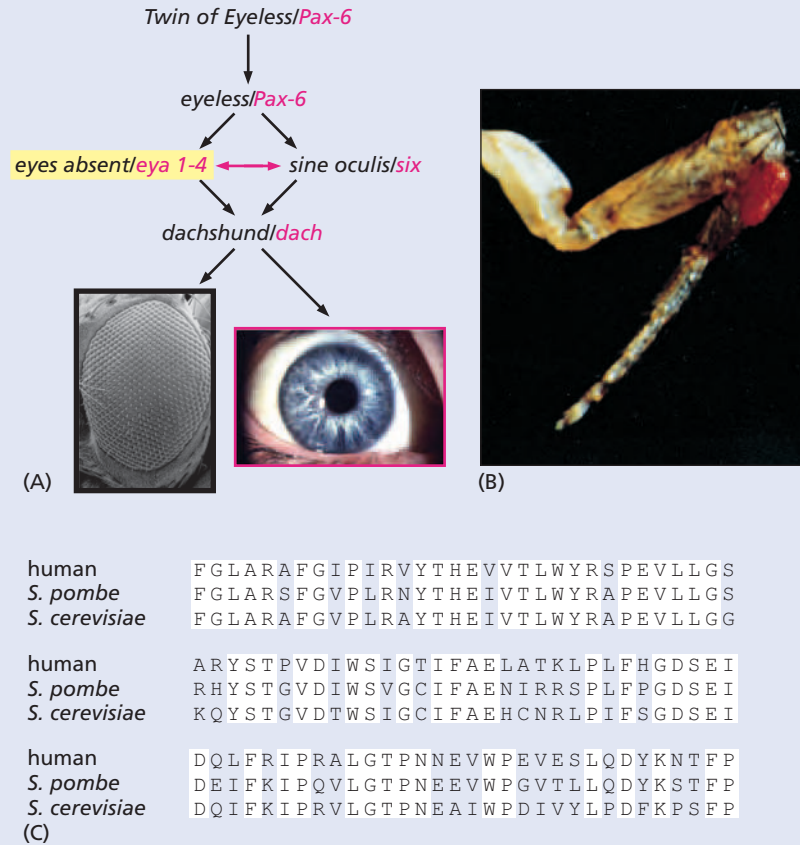 Twin of Eyeless/Pax-6
eyeless/Pax-6
eyes absent/eya 1-4
sine oculis/six
dachshund/dach
(A)
(B)
human FGLARAFGIPIRVYTHEVVTLWYRSPEVLLGS
S. pombe FGLARSFGVPLRNYTHEIVTLWYRAPEVLLGS
S. cerevisiae FGLARAFGVPLRAYTHEIVTLWYRAPEVLLGG
human ARYSTPVDIWSIGTIFAELATKLPLFHGDSEI
S. pombe RHYSTGVDIWSVGCIFAENIRRSPLFPGDSEI
S. cerevisiae KQYSTGVDTWSIGCIFAEHCNRLPIFSGDSEI
human DQLFRIPRALGTPNNEVWPEVESLQDYKNTFP
S. pombe DEIFKIPQVLGTPNEEVWPGVTLLQDYKSTFP
S. cerevisiae DQIFKIPRVLGTPNEAIWPDIVYLPDFKPSFP
(C)